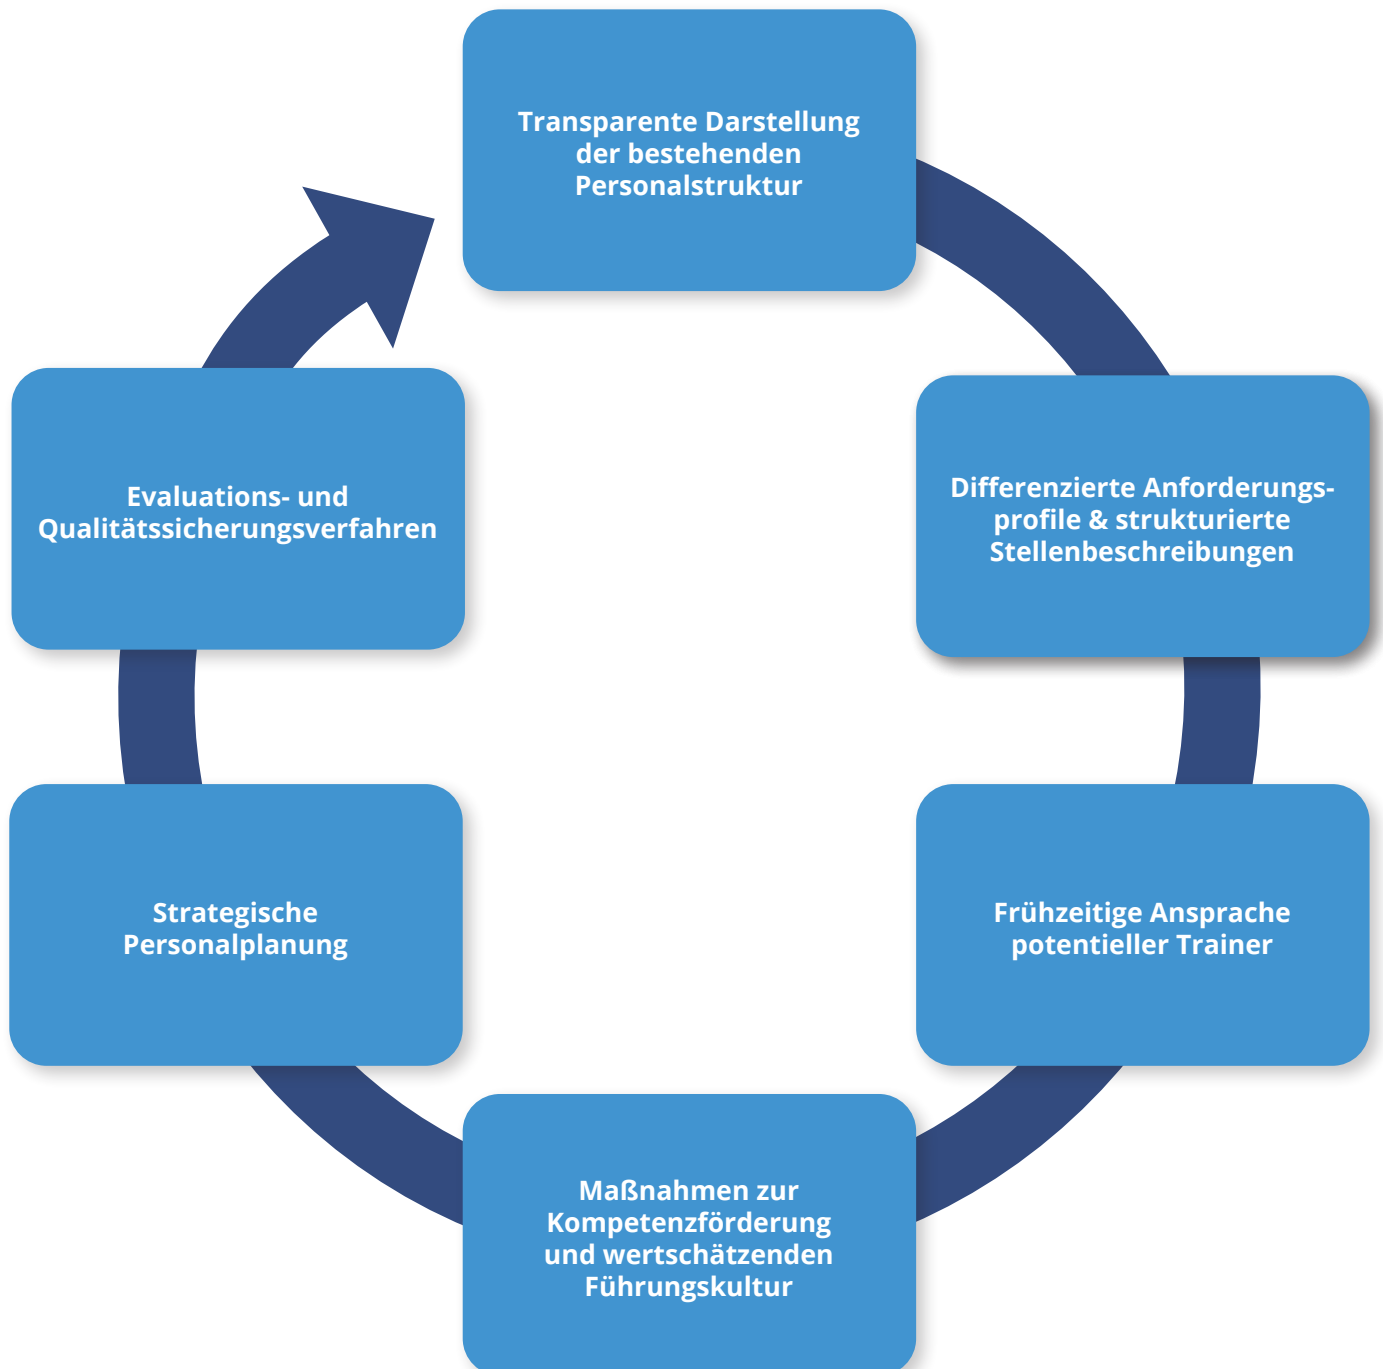 Transparente Darstellung
der bestehenden
Personalstruktur
Differenzierte Anforderungs-
profile & strukturierte
Stellenbeschreibungen
Frühzeitige Ansprache
potentieller Trainer
Maßnahmen zur
Kompetenzförderung
und wertschätzenden
Führungskultur
Strategische
Personalplanung
Evaluations- und
Qualitätssicherungsverfahren